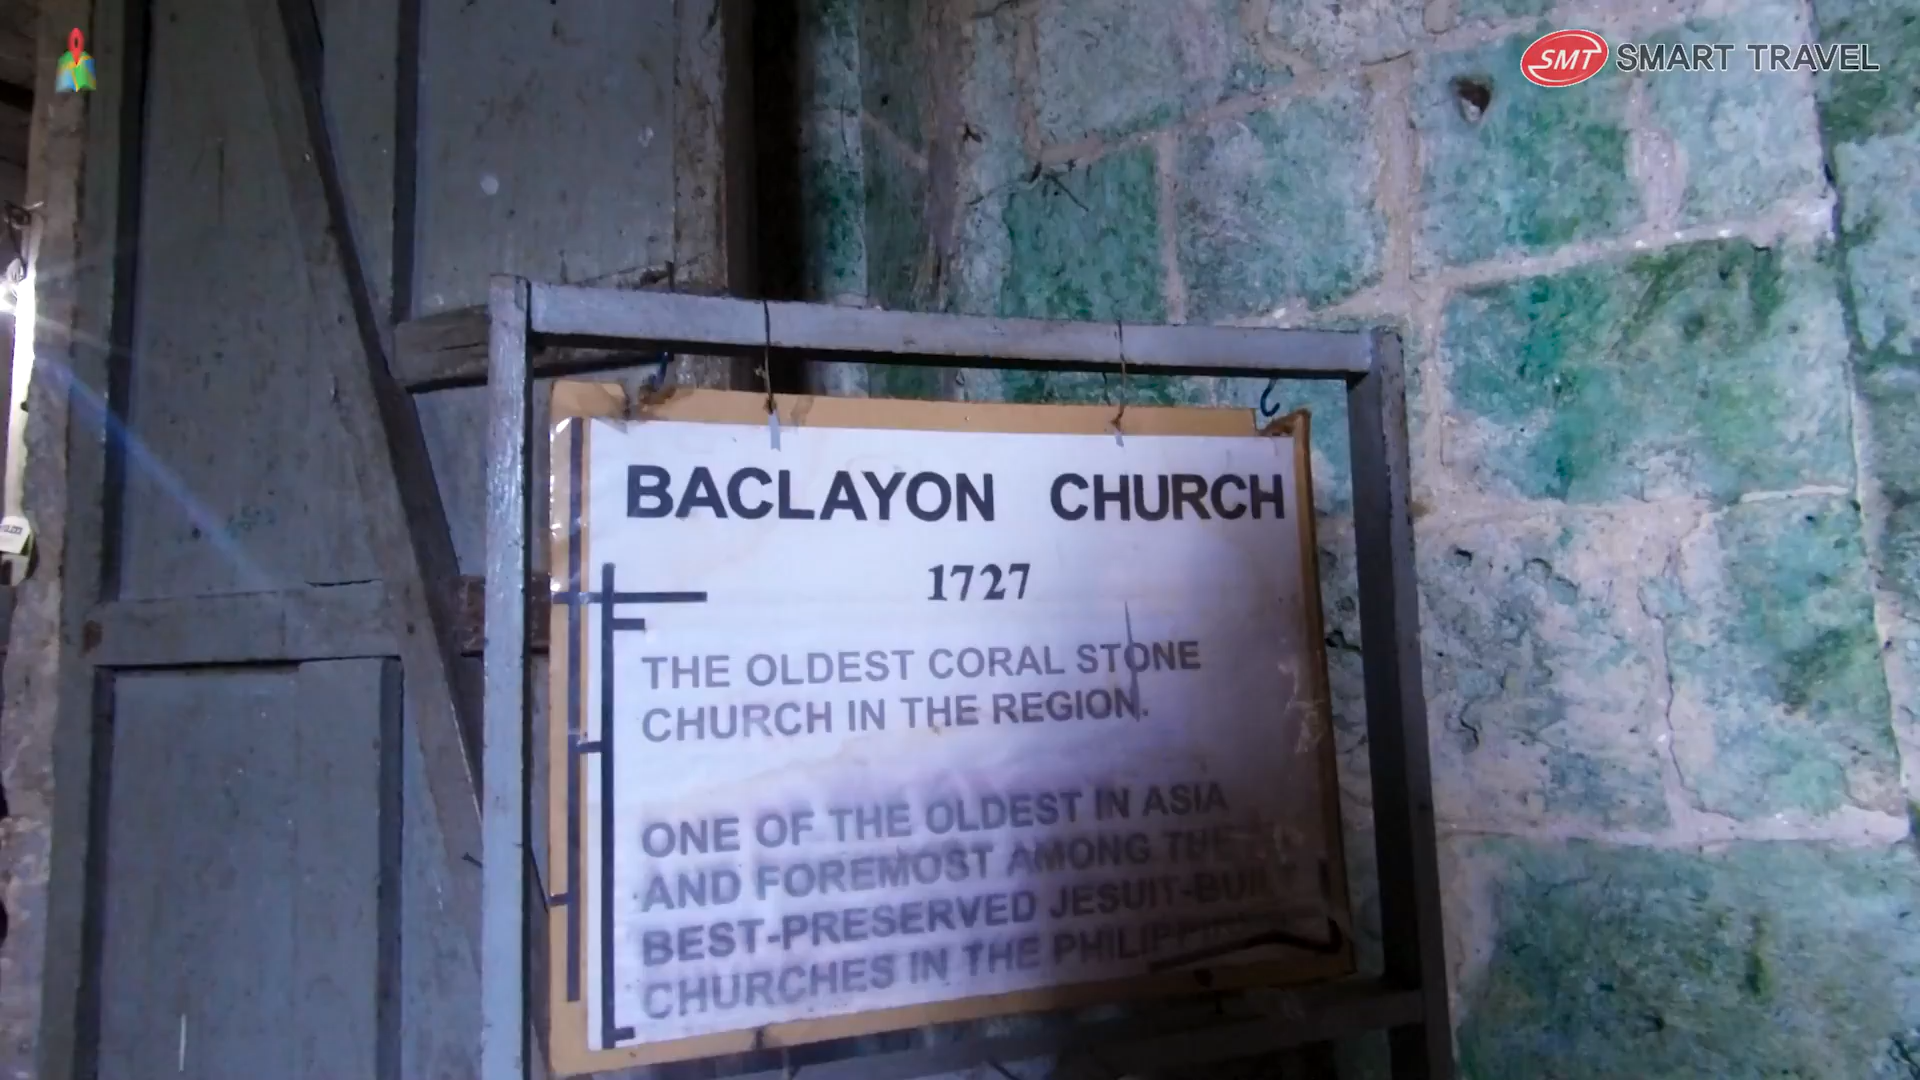 SMT SMART TRAVEL
BACLAYON CHURCH
1727
THE OLDEST CORAL STONE
CHURCH IN THE REGION.
ONE OF THE OLDEST IN ASIA
AND FOREMOST AMONG THE
BEST-PRESERVED JESUIT-BUILT
CHURCHES IN THE PHILIPPINES